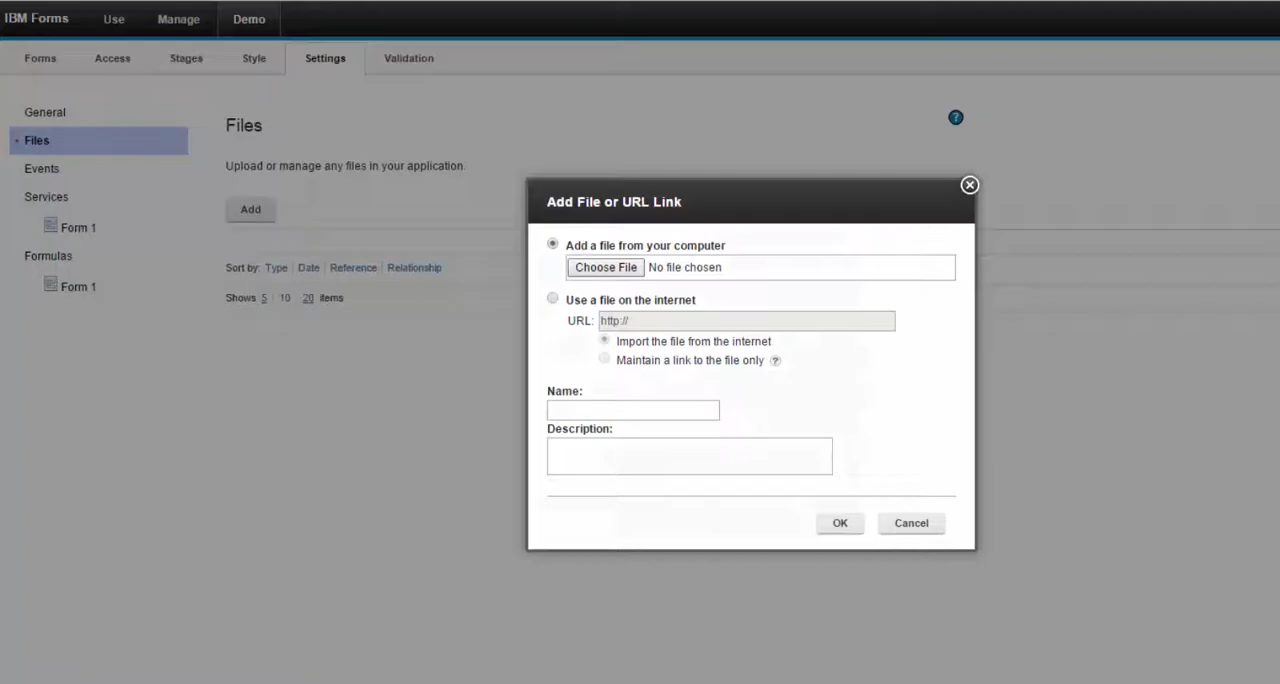 IBM Forms Use Manage Demo
Forms Access Stages Style Settings Validation
General
Files
Events
Services
Form 1
Formulas
Form 1
Files
?
Upload or manage any files in your application.
Add
Sort by: Type | Date | Reference | Relationship
Shows 5 10 20 items
Add File or URL Link
Add a file from your computer
Choose File No file chosen
Use a file on the internet
URL: http://
Import the file from the internet
Maintain a link to the file only ?
Name:
Description:
OK Cancel